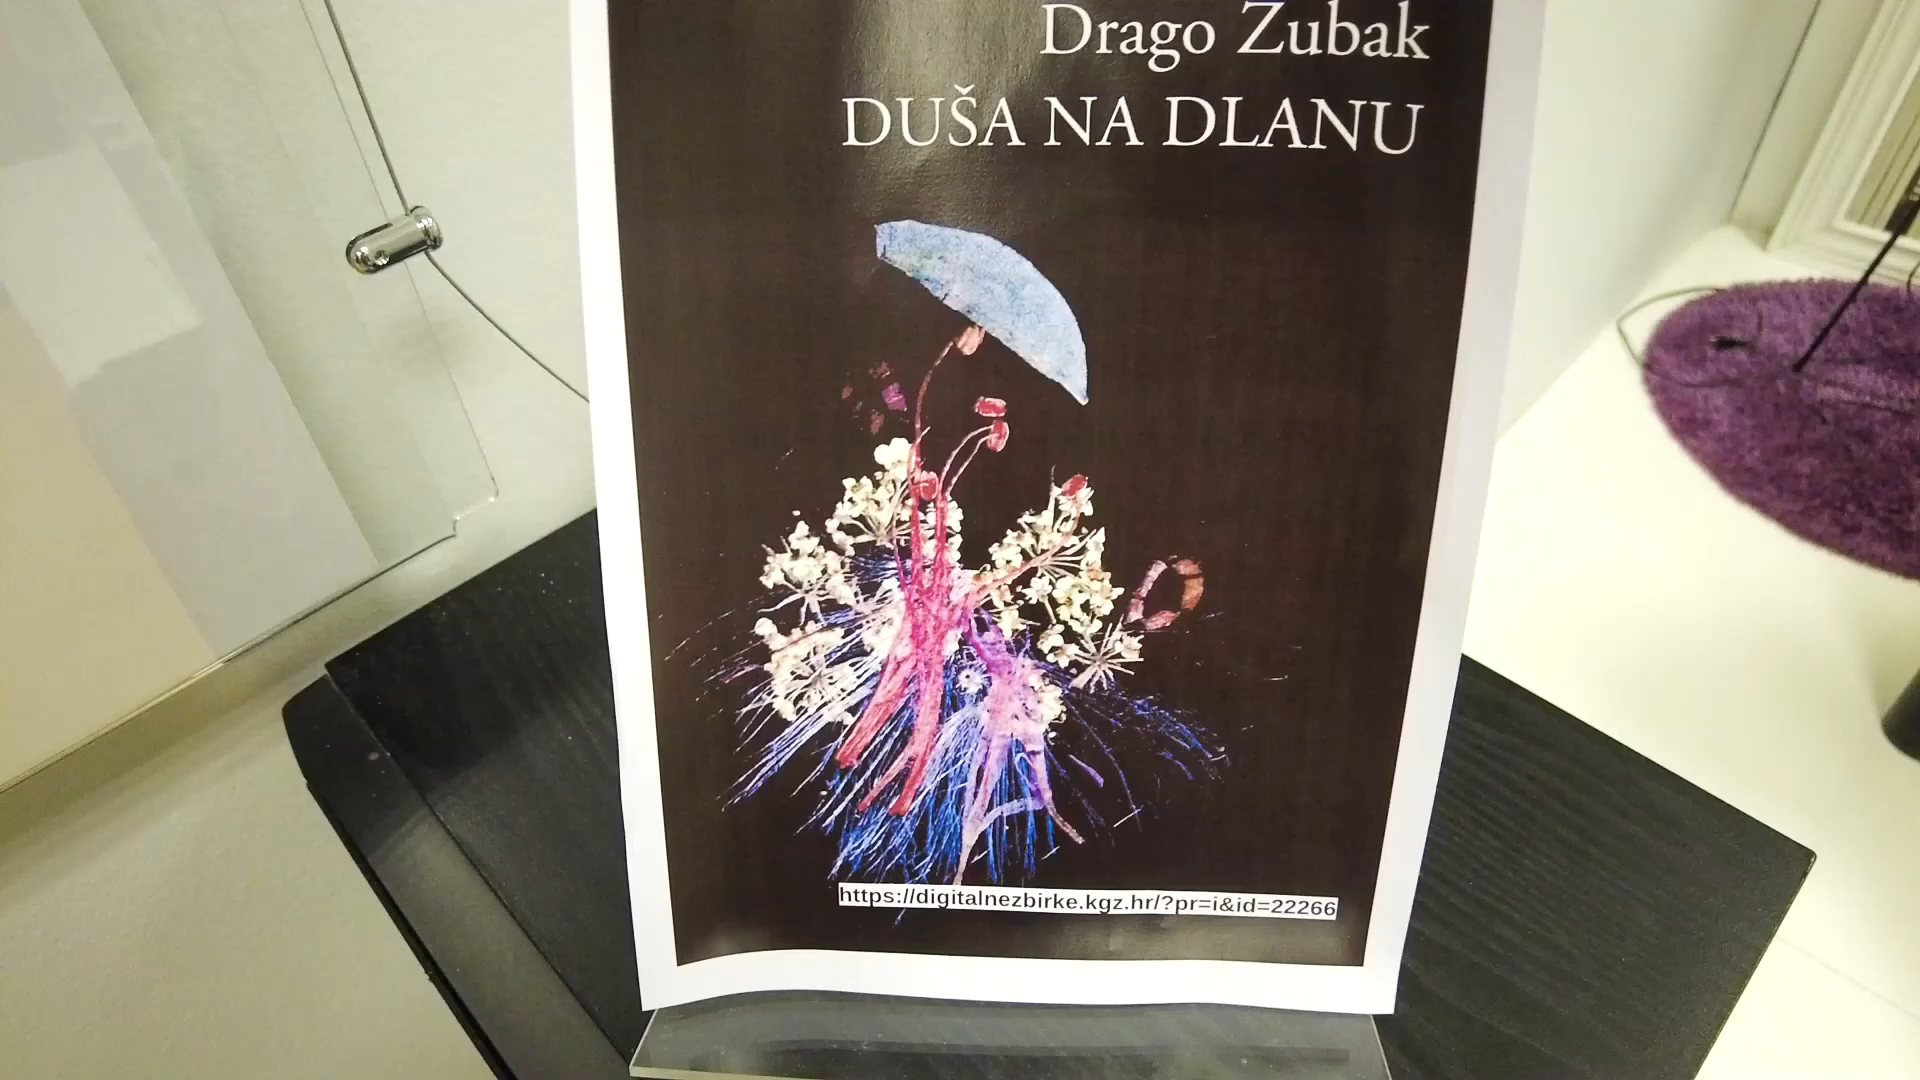 Drago Zubak
DUŠA NA DLANU
https://digitalnezbirke.kgz.hr/?pr=i&id=22266